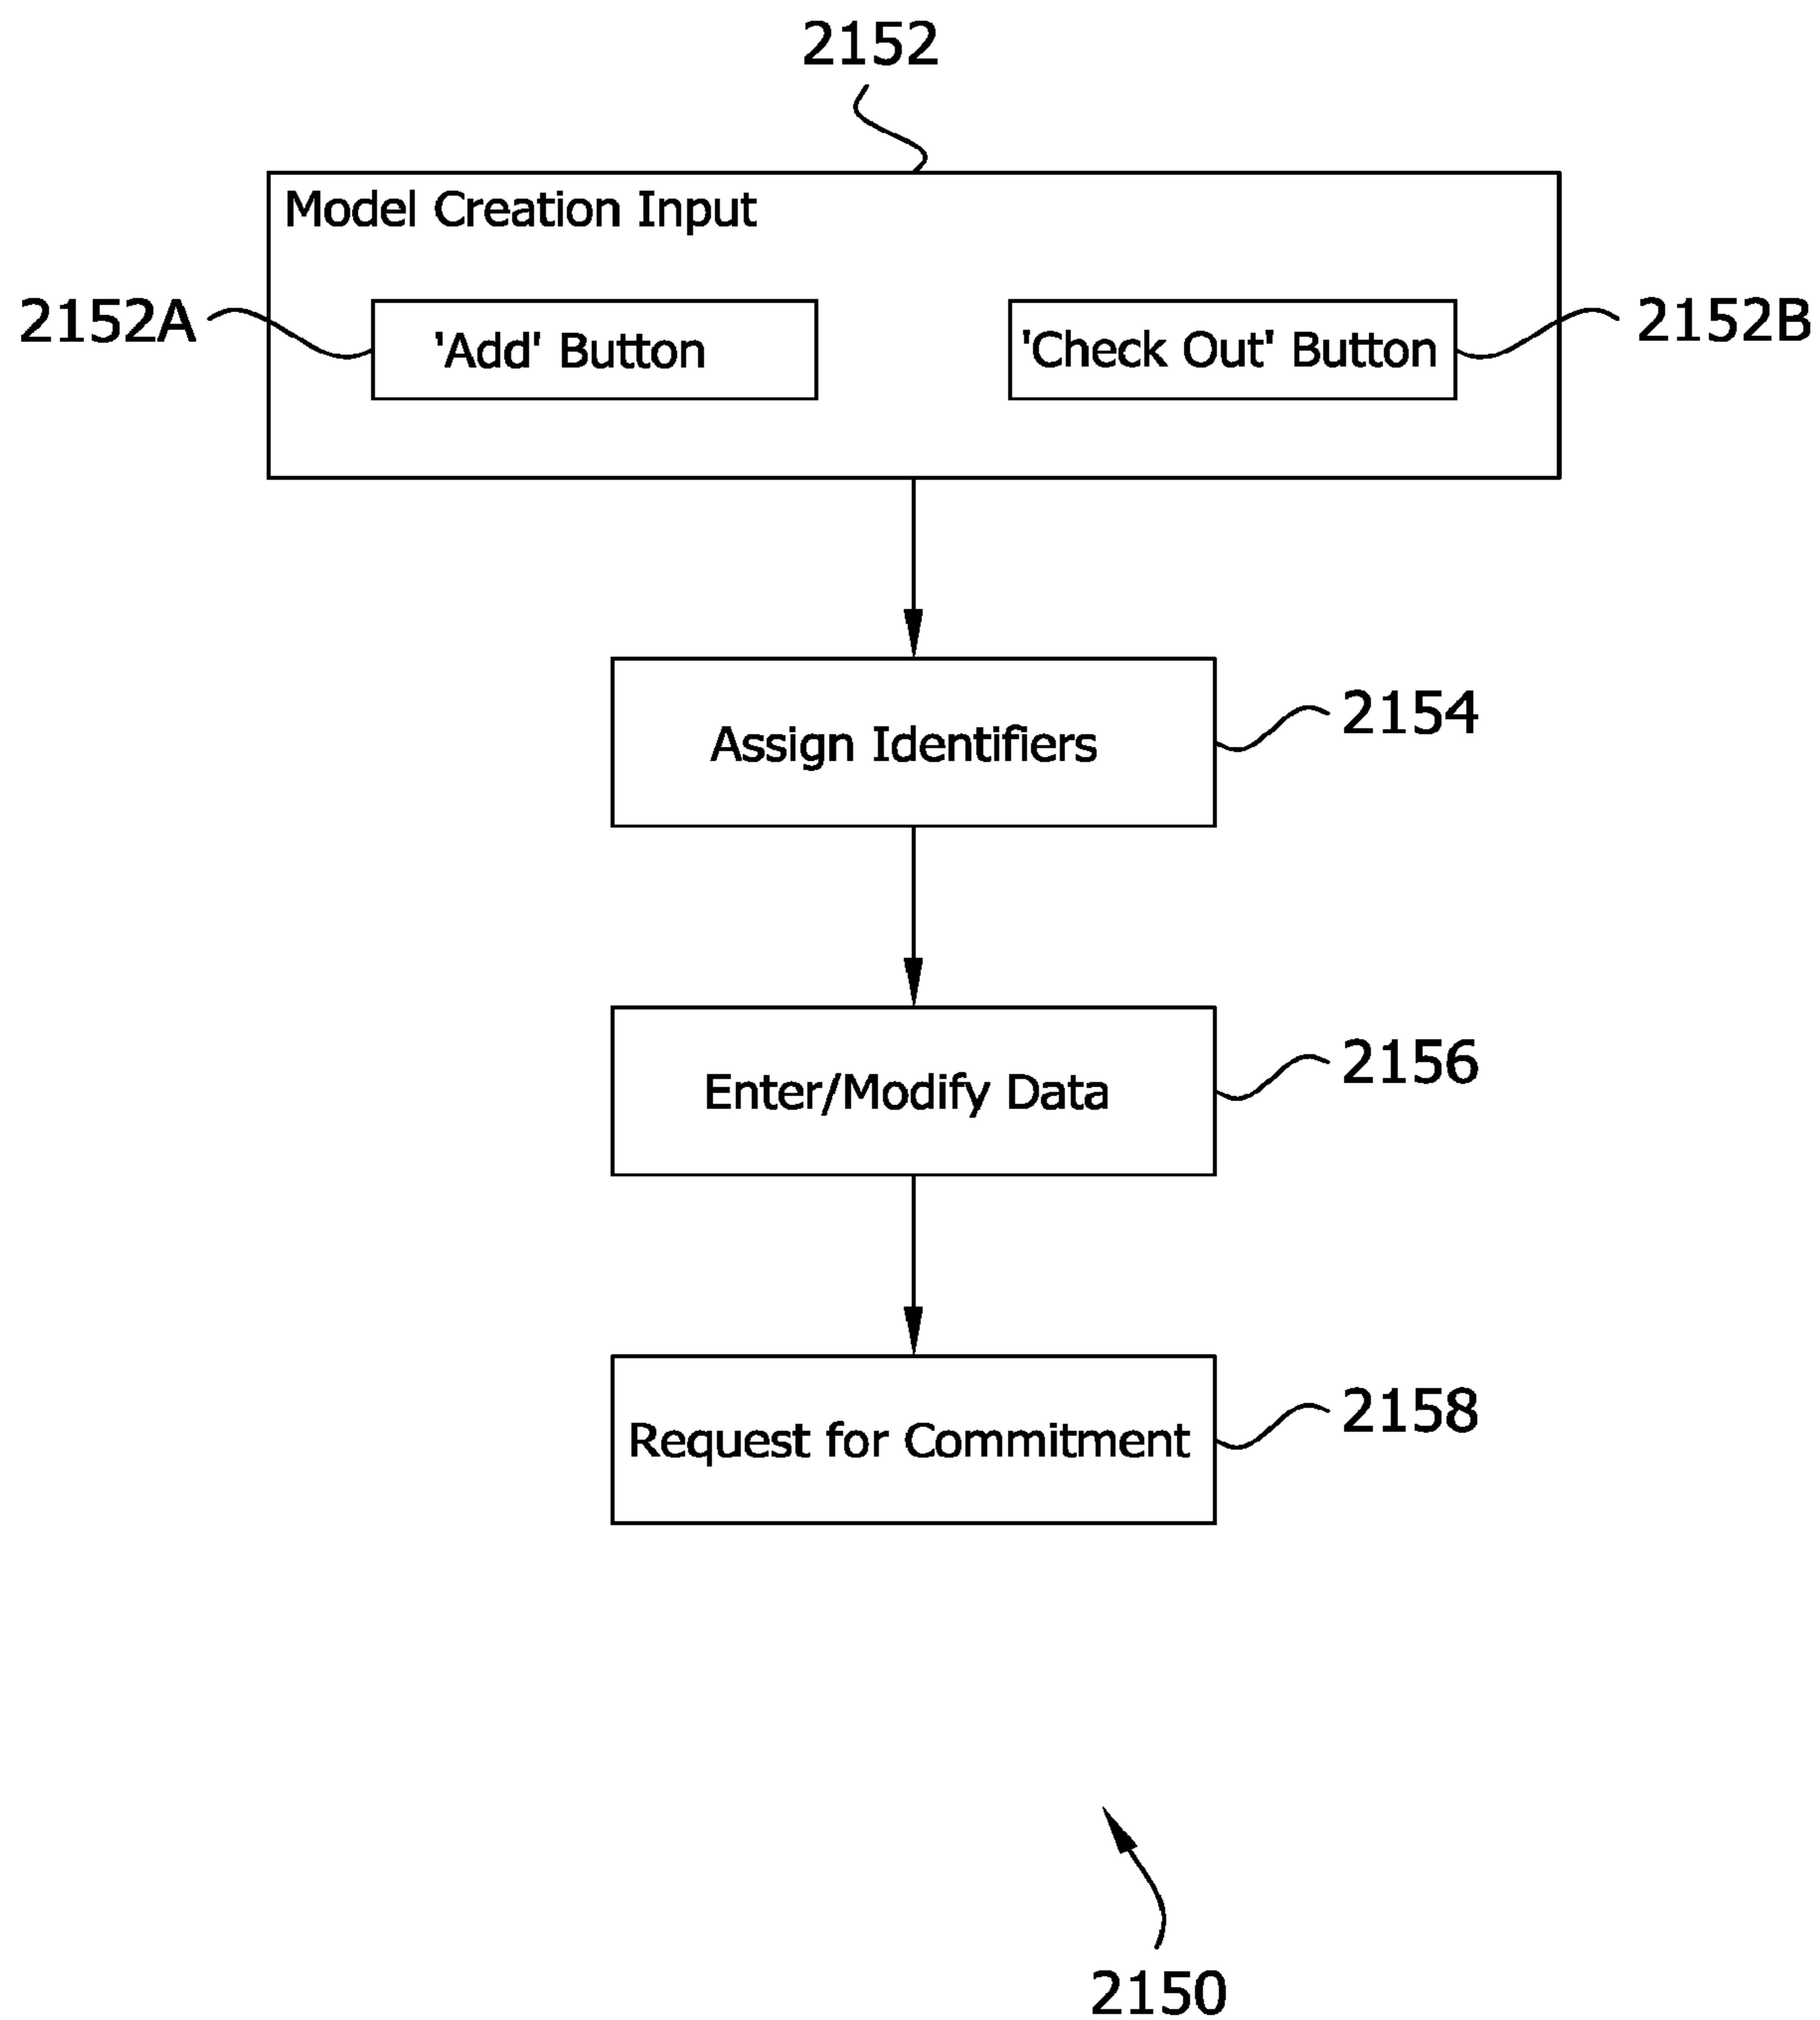 2152
Model Creation Input
2152A
'Add' Button
'Check Out' Button
2152B
Assign Identifiers
2154
Enter/Modify Data
2156
Request for Commitment
2158
2150